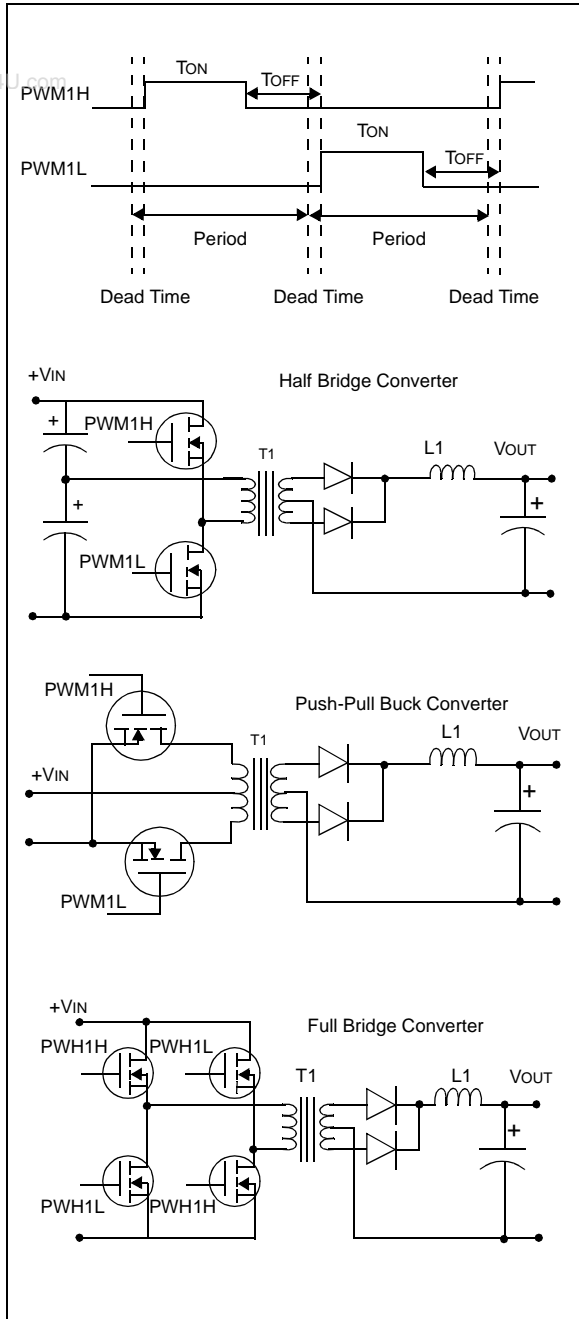 4U.com
TON
TOFF
PWM1H
TON
TOFF
PWM1L
Period
Period
Dead Time
Dead Time
Dead Time
+VIN
Half Bridge Converter
PWM1H
+
T1
L1
VOUT
+
+
PWM1L
PWM1H
Push-Pull Buck Converter
T1
L1
VOUT
+VIN
+
PWM1L
+VIN
Full Bridge Converter
PWH1H
PWH1L
T1
L1
VOUT
+
PWH1L
PWH1H